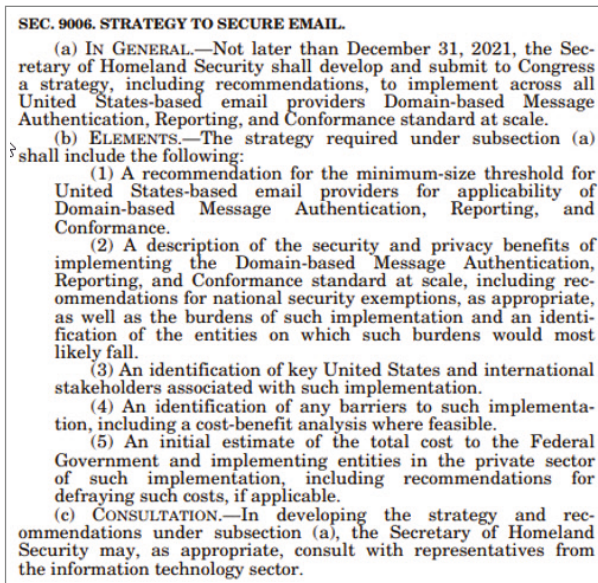 SEC. 9006. STRATEGY TO SECURE EMAIL.
(a) IN GENERAL.—Not later than December 31, 2021, the Sec-
retary of Homeland Security shall develop and submit to Congress
a strategy, including recommendations, to implement across all
United States-based email providers Domain-based Message
Authentication, Reporting, and Conformance standard at scale.
(b) ELEMENTS.—The strategy required under subsection (a)
shall include the following:
(1) A recommendation for the minimum-size threshold for
United States-based email providers for applicability of
Domain-based Message Authentication, Reporting, and
Conformance.
(2) A description of the security and privacy benefits of
implementing the Domain-based Message Authentication,
Reporting, and Conformance standard at scale, including rec-
ommendations for national security exemptions, as appropriate,
as well as the burdens of such implementation and an identi-
fication of the entities on which such burdens would most
likely fall.
(3) An identification of key United States and international
stakeholders associated with such implementation.
(4) An identification of any barriers to such implementa-
tion, including a cost-benefit analysis where feasible.
(5) An initial estimate of the total cost to the Federal
Government and implementing entities in the private sector
of such implementation, including recommendations for
defraying such costs, if applicable.
(c) CONSULTATION.—In developing the strategy and rec-
ommendations under subsection (a), the Secretary of Homeland
Security may, as appropriate, consult with representatives from
the information technology sector.